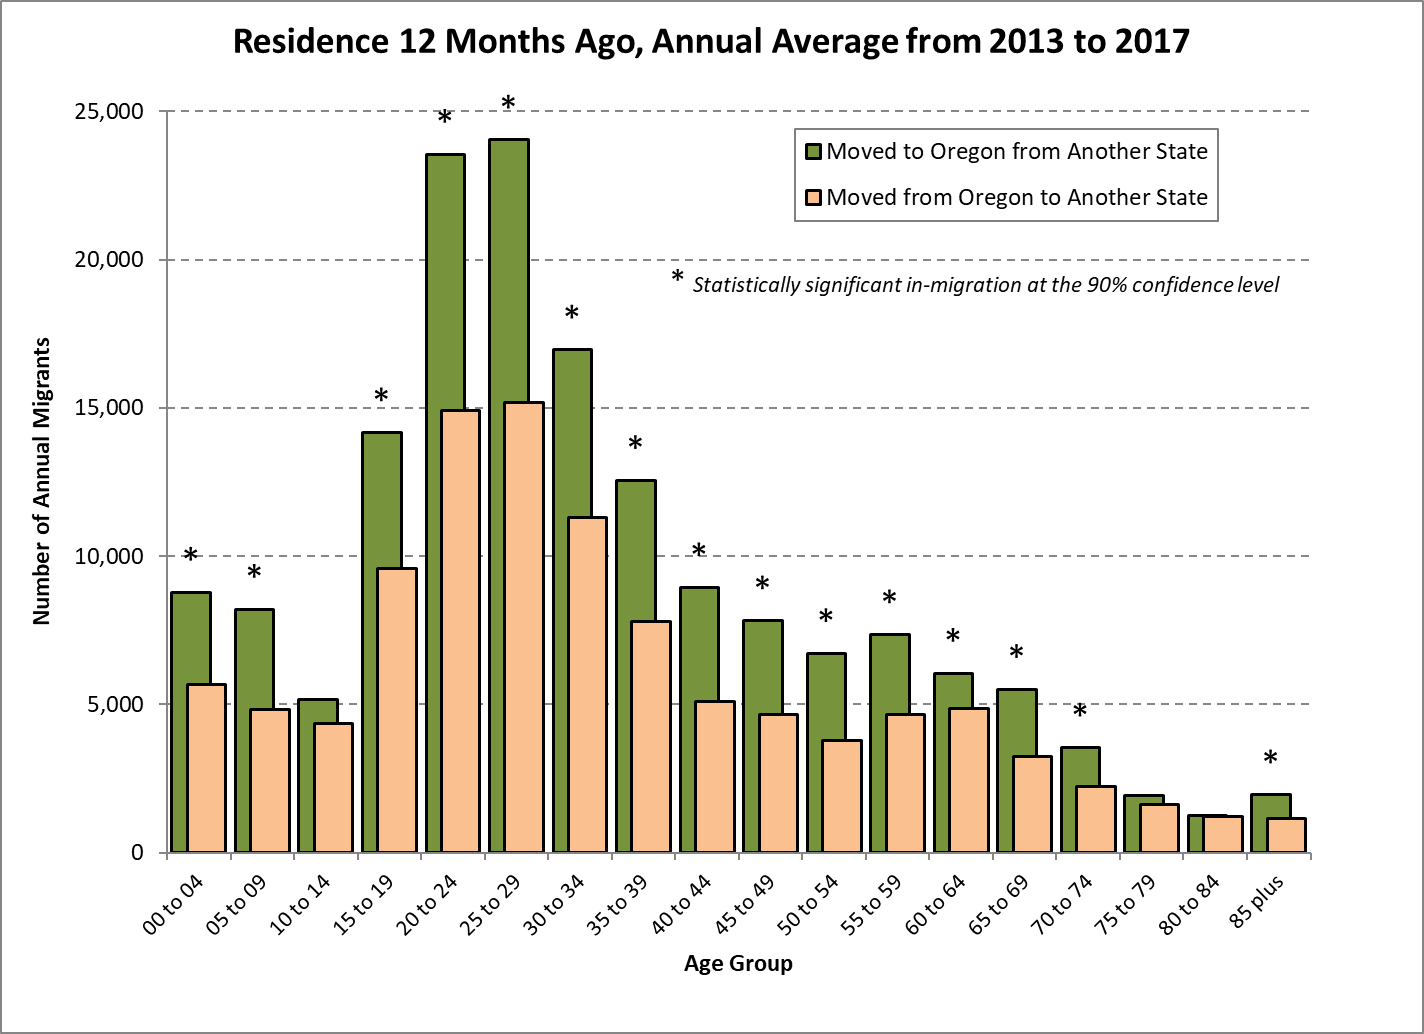 Residence 12 Months Ago, Annual Average from 2013 to 2017
Number of Annual Migrants
25,000
20,000
15,000
10,000
5,000
0
Moved to Oregon from Another State
Moved from Oregon to Another State
* Statistically significant in-migration at the 90% confidence level
* * * * * * * * * * * * * * *
00 to 04
05 to 09
10 to 14
15 to 19
20 to 24
25 to 29
30 to 34
35 to 39
40 to 44
45 to 49
50 to 54
55 to 59
60 to 64
65 to 69
70 to 74
75 to 79
80 to 84
85 plus
Age Group